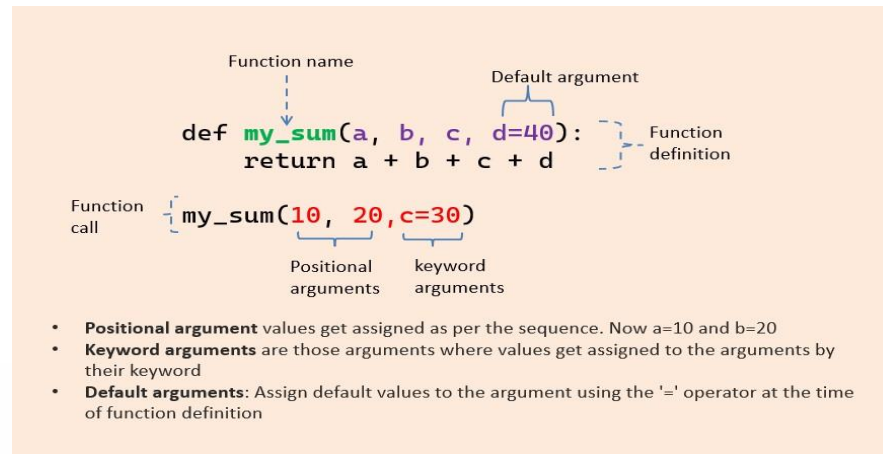 Function name
Default argument
def my_sum(a, b, c, d=40):
return a + b + c + d
Function
definition
Function
call
my_sum(10, 20,c=30)
Positional
arguments
keyword
arguments
• Positional argument values get assigned as per the sequence. Now a=10 and b=20
• Keyword arguments are those arguments where values get assigned to the arguments by
their keyword
• Default arguments: Assign default values to the argument using the '=' operator at the time
of function definition